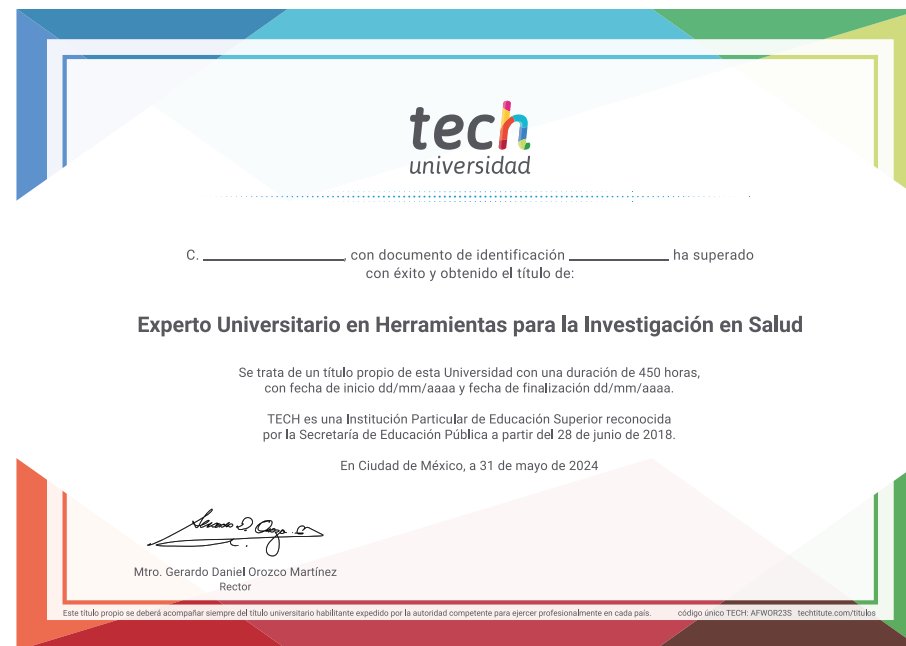 tech
universidad
C. ____________, con documento de identificación ____________ ha superado
con éxito y obtenido el título de:
Experto Universitario en Herramientas para la Investigación en Salud
Se trata de un título propio de esta Universidad con una duración de 450 horas,
con fecha de inicio dd/mm/aaaa y fecha de finalización dd/mm/aaaa.
TECH es una Institución Particular de Educación Superior reconocida
por la Secretaría de Educación Pública a partir del 28 de junio de 2018.
En Ciudad de México, a 31 de mayo de 2024
Mtro. Gerardo Daniel Orozco Martínez
Rector
Este título propio se deberá acompañar siempre del título universitario habilitante expedido por la autoridad competente para ejercer profesionalmente en cada país. código único TECH: AFWOR23S techtitute.com/titulos